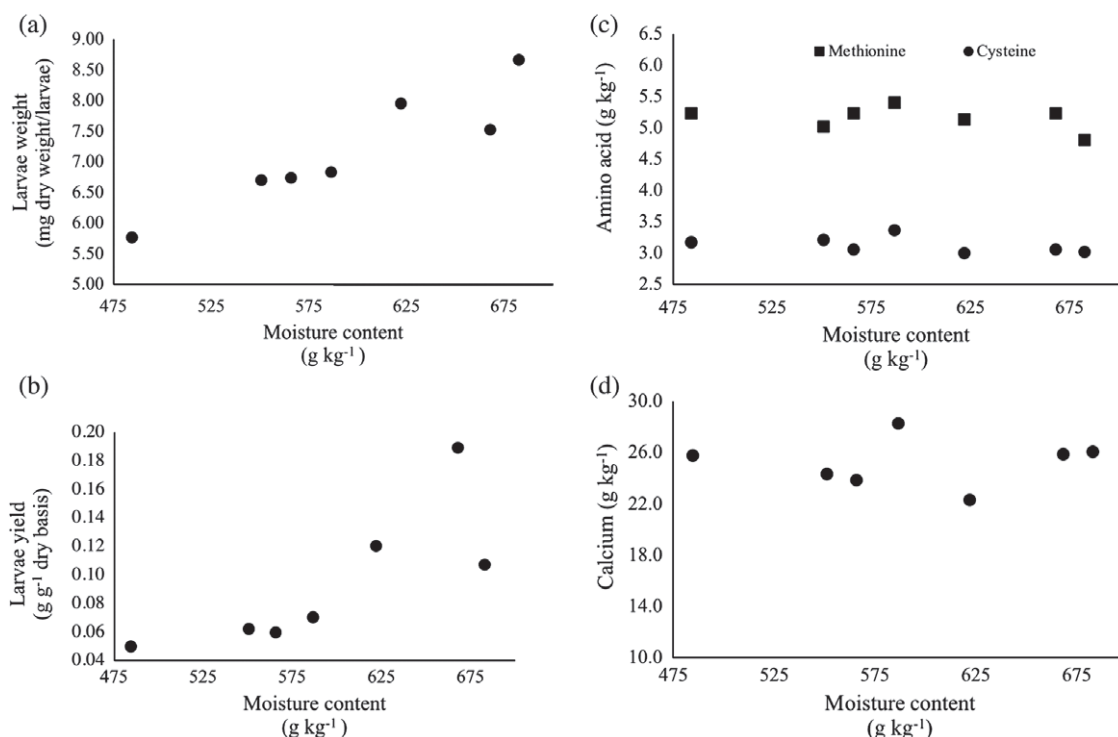 (a)
9.00
8.50
8.00
7.50
7.00
6.50
6.00
5.50
5.00
Larvae weight
(mg dry weight/larvae)
475 525 575 625 675
Moisture content
(g kg⁻¹)
(c)
6.5
6.0
5.5
5.0
4.5
4.0
3.5
3.0
2.5
Amino acid (g kg⁻¹)
Methionine Cysteine
475 525 575 625 675
Moisture content
(g kg⁻¹)
(b)
0.20
0.18
0.16
0.14
0.12
0.10
0.08
0.06
0.04
Larvae yield
(g g⁻¹ dry basis)
475 525 575 625 675
Moisture content
(g kg⁻¹)
(d)
30.0
26.0
22.0
18.0
14.0
10.0
Calcium (g kg⁻¹)
475 525 575 625 675
Moisture content
(g kg⁻¹)